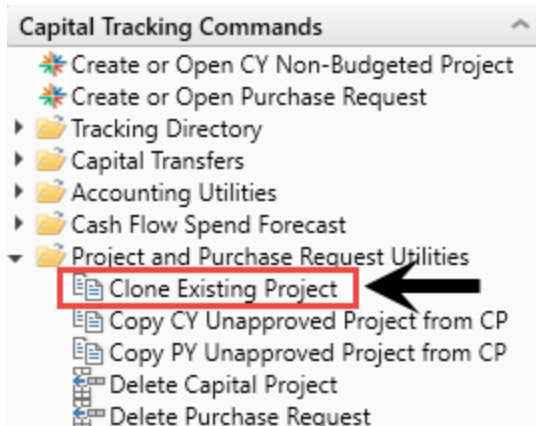 Capital Tracking Commands
Create or Open CY Non-Budgeted Project
Create or Open Purchase Request
Tracking Directory
Capital Transfers
Accounting Utilities
Cash Flow Spend Forecast
Project and Purchase Request Utilities
Clone Existing Project
Copy CY Unapproved Project from CP
Copy PY Unapproved Project from CP
Delete Capital Project
Delete Purchase Request